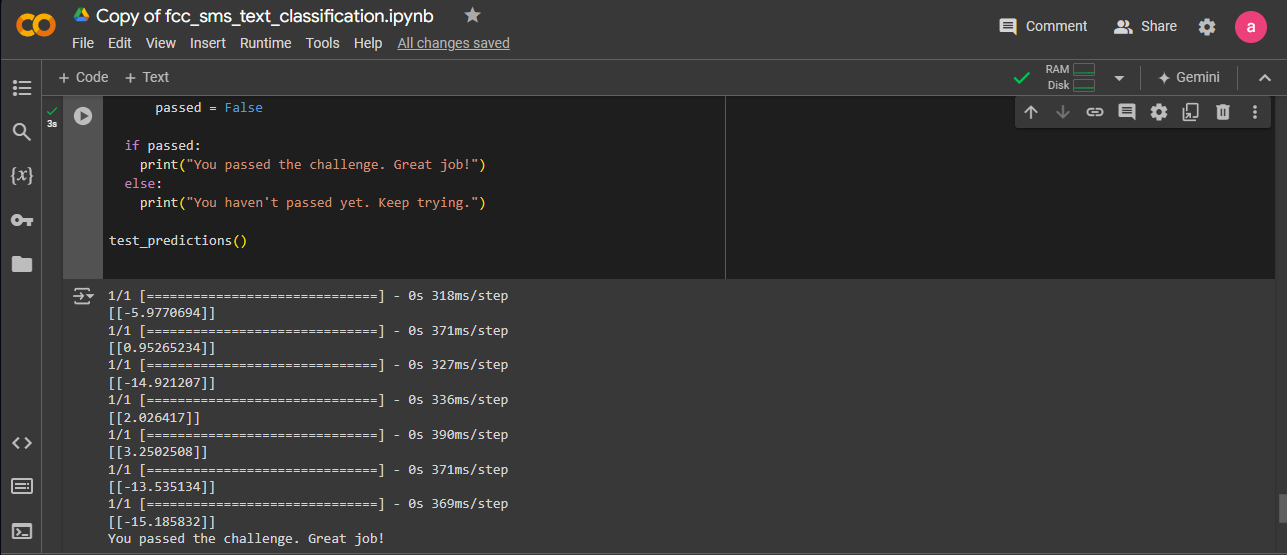 Copy of fcc_sms_text_classification.ipynb
Comment
Share
a
File Edit View Insert Runtime Tools Help All changes saved
+ Code + Text
RAM
Disk
Gemini
3s
passed = False
if passed:
print("You passed the challenge. Great job!")
else:
print("You haven't passed yet. Keep trying.")
test_predictions()
{x}
1/1 [==============================] - 0s 318ms/step
[[-5.9770694]]
1/1 [==============================] - 0s 371ms/step
[[0.95265234]]
1/1 [==============================] - 0s 327ms/step
[[-14.921207]]
1/1 [==============================] - 0s 336ms/step
[[2.026417]]
1/1 [==============================] - 0s 390ms/step
[[3.2502508]]
1/1 [==============================] - 0s 371ms/step
[[-13.535134]]
1/1 [==============================] - 0s 369ms/step
[[-15.185832]]
You passed the challenge. Great job!